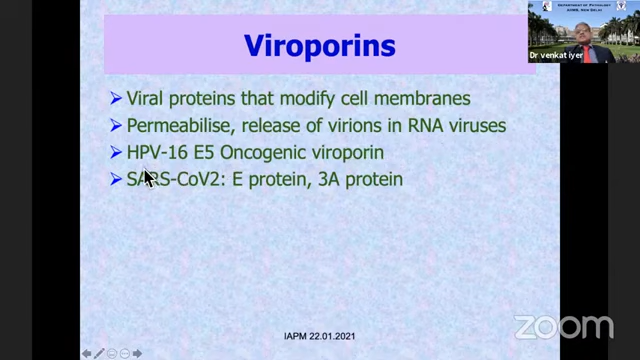 DEPARTMENT OF PATHOLOGY
AIIMS, NEW DELHI
Dr venkat iyer
Viroporins
Viral proteins that modify cell membranes
Permeabilise, release of virions in RNA viruses
HPV-16 E5 Oncogenic viroporin
SARS-CoV2: E protein, 3A protein
IAPM 22.01.2021
zoom